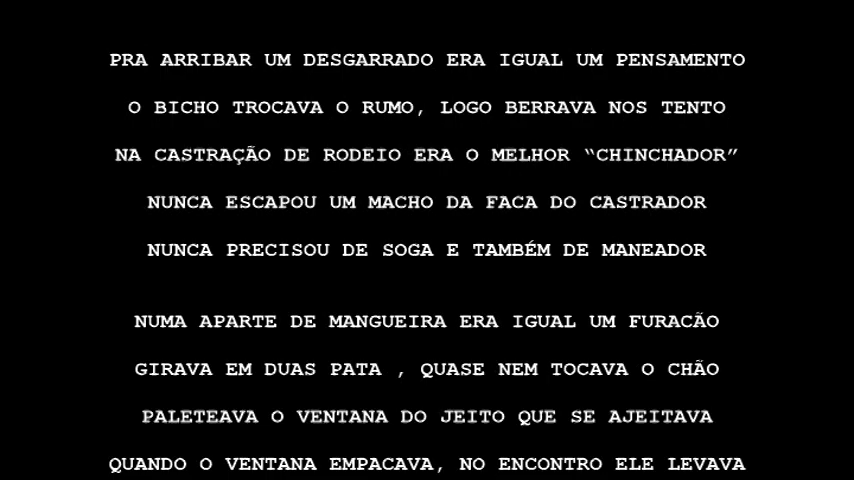 PRA ARRIBAR UM DESGARRADO ERA IGUAL UM PENSAMENTO
O BICHO TROCAVA O RUMO, LOGO BERRAVA NOS TENTO
NA CASTRAÇÃO DE RODEIO ERA O MELHOR “CHINCHADOR”
NUNCA ESCAPOU UM MACHO DA FACA DO CASTRADOR
NUNCA PRECISOU DE SOGA E TAMBÉM DE MANEADOR
NUMA APARTE DE MANGUEIRA ERA IGUAL UM FURACÃO
GIRAVA EM DUAS PATA , QUASE NEM TOCAVA O CHÃO
PALETEAVA O VENTANA DO JEITO QUE SE AJEITAVA
QUANDO O VENTANA EMPACAVA, NO ENCONTRO ELE LEVAVA